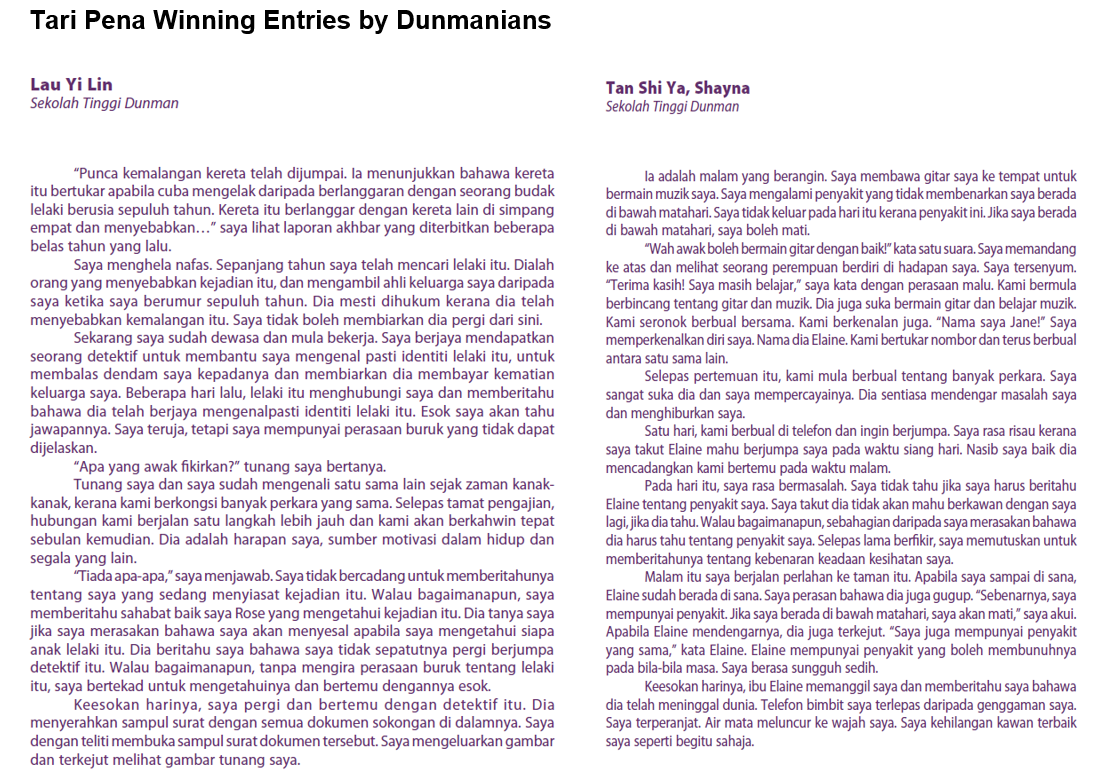 Tari Pena Winning Entries by Dunmanians
Lau Yi Lin
Sekolah Tinggi Dunman
“Punca kemalangan kereta telah dijumpai. Ia menunjukkan bahawa kereta
itu bertukar apabila cuba mengelak daripada berlanggaran dengan seorang budak
lelaki berusia sepuluh tahun. Kereta itu berlanggar dengan kereta lain di simpang
empat dan menyebabkan…” saya lihat laporan akhbar yang diterbitkan beberapa
belas tahun yang lalu.
Saya menghela nafas. Sepanjang tahun saya telah mencari lelaki itu. Dialah
orang yang menyebabkan kejadian itu, dan mengambil ahli keluarga saya daripada
saya ketika saya berumur sepuluh tahun. Dia mesti dihukum kerana dia telah
menyebabkan kemalangan itu. Saya tidak boleh membiarkan dia pergi dari sini.
Sekarang saya sudah dewasa dan mula bekerja. Saya berjaya mendapatkan
seorang detektif untuk membantu saya mengenal pasti identiti lelaki itu, untuk
membalas dendam saya kepadanya dan membiarkan dia membayar kematian
keluarga saya. Beberapa hari lalu, lelaki itu menghubungi saya dan memberitahu
bahawa dia telah berjaya mengenalpasti identiti lelaki itu. Esok saya akan tahu
jawapannya. Saya teruja, tetapi saya mempunyai perasaan buruk yang tidak dapat
dijelaskan.
“Apa yang awak fikirkan?” tunang saya bertanya.
Tunang saya dan saya sudah mengenali satu sama lain sejak zaman kanak-
kanak, kerana kami berkongsi banyak perkara yang sama. Selepas tamat pengajian,
hubungan kami berjalan satu langkah lebih jauh dan kami akan berkahwin tepat
sebulan kemudian. Dia adalah harapan saya, sumber motivasi dalam hidup dan
segala yang lain.
“Tiada apa-apa,” saya menjawab. Saya tidak bercadang untuk memberitahunya
tentang saya yang sedang menyiasat kejadian itu. Walau bagaimanapun, saya
memberitahu sahabat baik saya Rose yang mengetahui kejadian itu. Dia tanya saya
jika saya merasakan bahawa saya akan menyesal apabila saya mengetahui siapa
anak lelaki itu. Dia beritahu saya bahawa saya tidak sepatutnya pergi berjumpa
detektif itu. Walau bagaimanapun, tanpa mengira perasaan buruk tentang lelaki
itu, saya bertekad untuk mengetahuinya dan bertemu dengannya esok.
Keesokan harinya, saya pergi dan bertemu dengan detektif itu. Dia
menyerahkan sampul surat dengan semua dokumen sokongan di dalamnya. Saya
dengan teliti membuka sampul surat dokumen tersebut. Saya mengeluarkan gambar
dan terkejut melihat gambar tunang saya.
Tan Shi Ya, Shayna
Sekolah Tinggi Dunman
Ia adalah malam yang berangin. Saya membawa gitar saya ke tempat untuk
bermain muzik saya. Saya mengalami penyakit yang tidak membenarkan saya berada
di bawah matahari. Saya tidak keluar pada hari itu kerana penyakit ini. Jika saya berada
di bawah matahari, saya boleh mati.
“Wah awak boleh bermain gitar dengan baik!” kata satu suara. Saya memandang
ke atas dan melihat seorang perempuan berdiri di hadapan saya. Saya tersenyum.
“Terima kasih! Saya masih belajar,” saya kata dengan perasaan malu. Kami bermula
berbincang tentang gitar dan muzik. Dia juga suka bermain gitar dan belajar muzik.
Kami seronok berbual bersama. Kami berkenalan juga. “Nama saya Jane!” Saya
memperkenalkan diri saya. Nama dia Elaine. Kami bertukar nombor dan terus berbual
antara satu sama lain.
Selepas pertemuan itu, kami mula berbual tentang banyak perkara. Saya
sangat suka dia dan saya mempercayainya. Dia sentiasa mendengar masalah saya
dan menghiburkan saya.
Satu hari, kami berbual di telefon dan ingin berjumpa. Saya rasa risau kerana
saya takut Elaine mahu berjumpa saya pada waktu siang hari. Nasib saya baik dia
mencadangkan kami bertemu pada waktu malam.
Pada hari itu, saya rasa bermasalah. Saya tidak tahu jika saya harus beritahu
Elaine tentang penyakit saya. Saya takut dia tidak akan mahu berkawan dengan saya
lagi, jika dia tahu. Walau bagaimanapun, sebahagian daripada saya merasakan bahawa
dia harus tahu tentang penyakit saya. Selepas lama berfikir, saya memutuskan untuk
memberitahunya tentang kebenaran keadaan kesihatan saya.
Malam itu saya berjalan perlahan ke taman itu. Apabila saya sampai di sana,
Elaine sudah berada di sana. Saya perasan bahawa dia juga gugup. “Sebenarnya, saya
mempunyai penyakit. Jika saya berada di bawah matahari, saya akan mati,” saya akui.
Apabila Elaine mendengarnya, dia juga terkejut. “Saya juga mempunyai penyakit
yang sama,” kata Elaine. Elaine mempunyai penyakit yang boleh membunuhnya
pada bila-bila masa. Saya berasa sungguh sedih.
Keesokan harinya, ibu Elaine memanggil saya dan memberitahu saya bahawa
dia telah meninggal dunia. Telefon bimbit saya terlepas daripada genggaman saya.
Saya terperanjat. Air mata meluncur ke wajah saya. Saya kehilangan kawan terbaik
saya seperti begitu sahaja.